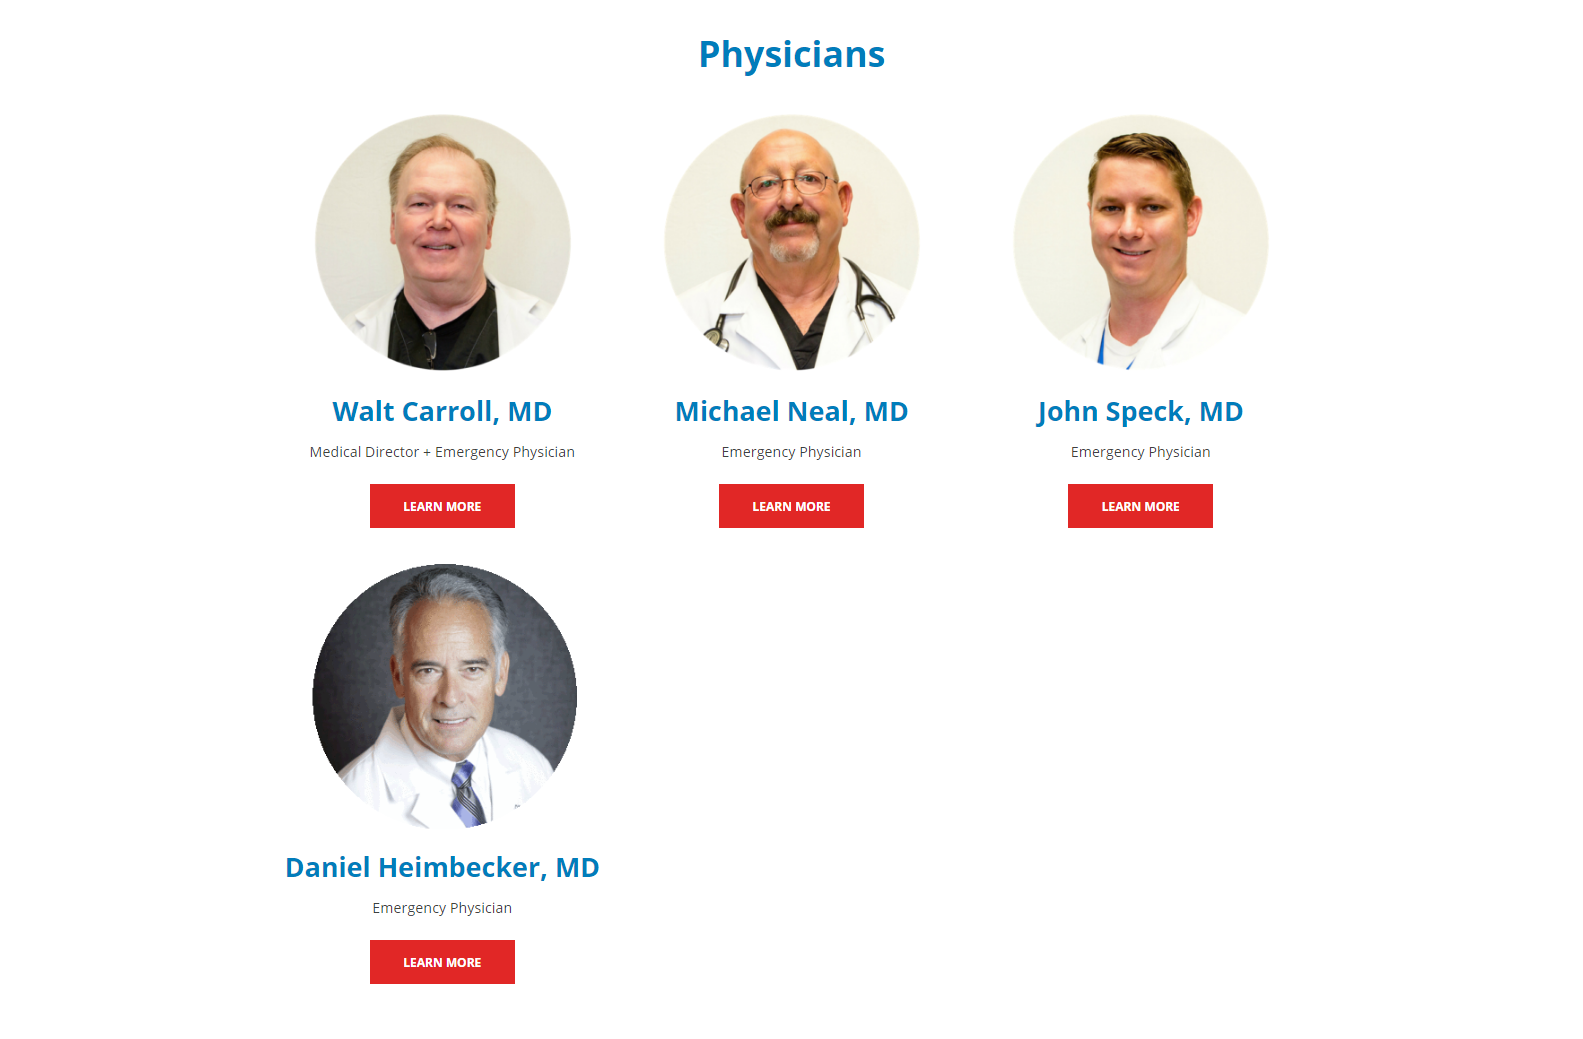 Physicians
Walt Carroll, MD
Michael Neal, MD
John Speck, MD
Medical Director + Emergency Physician
Emergency Physician
Emergency Physician
LEARN MORE
LEARN MORE
LEARN MORE
Daniel Heimbecker, MD
Emergency Physician
LEARN MORE